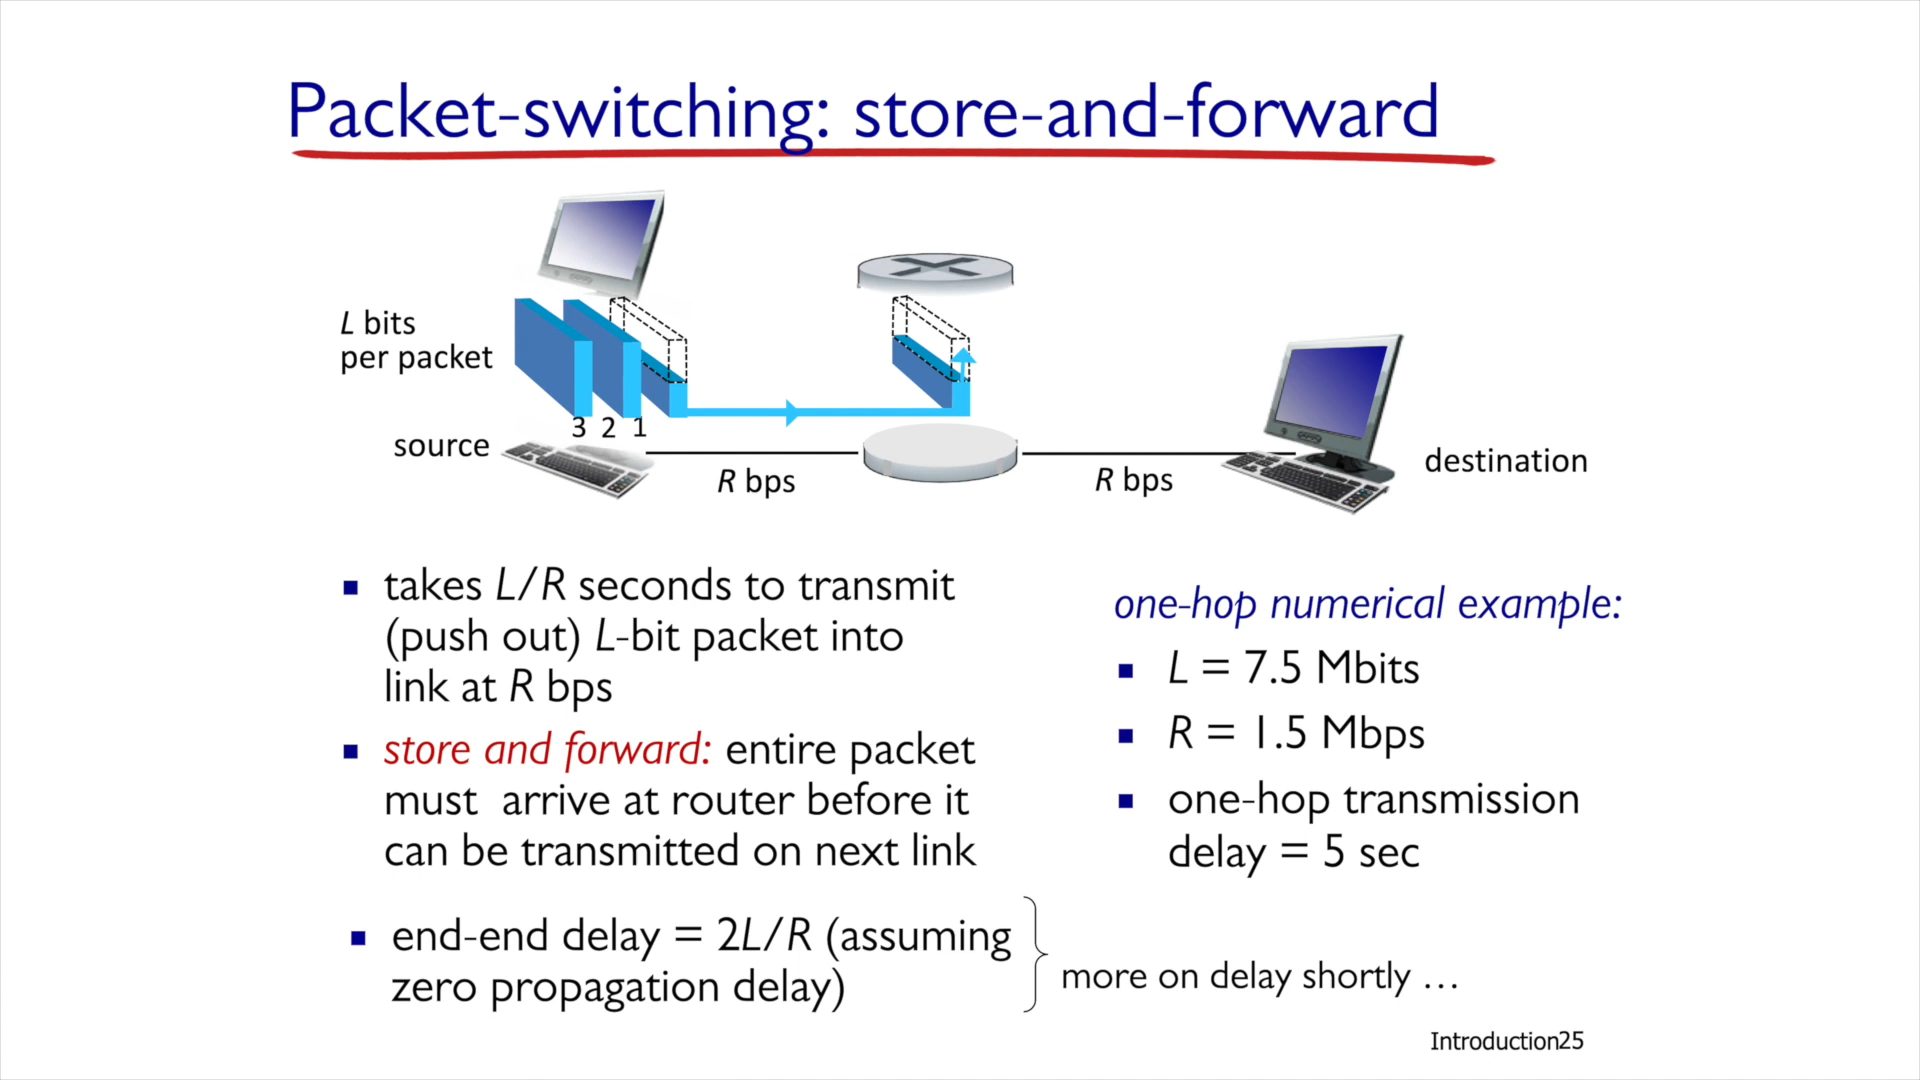 Packet-switching: store-and-forward
L bits
per packet
3 2 1
source
R bps
R bps
destination
takes L/R seconds to transmit
(push out) L-bit packet into
link at R bps
store and forward: entire packet
must arrive at router before it
can be transmitted on next link
end-end delay = 2L/R (assuming
zero propagation delay)
one-hop numerical example:
L = 7.5 Mbits
R = 1.5 Mbps
one-hop transmission
delay = 5 sec
more on delay shortly …
Introduction25